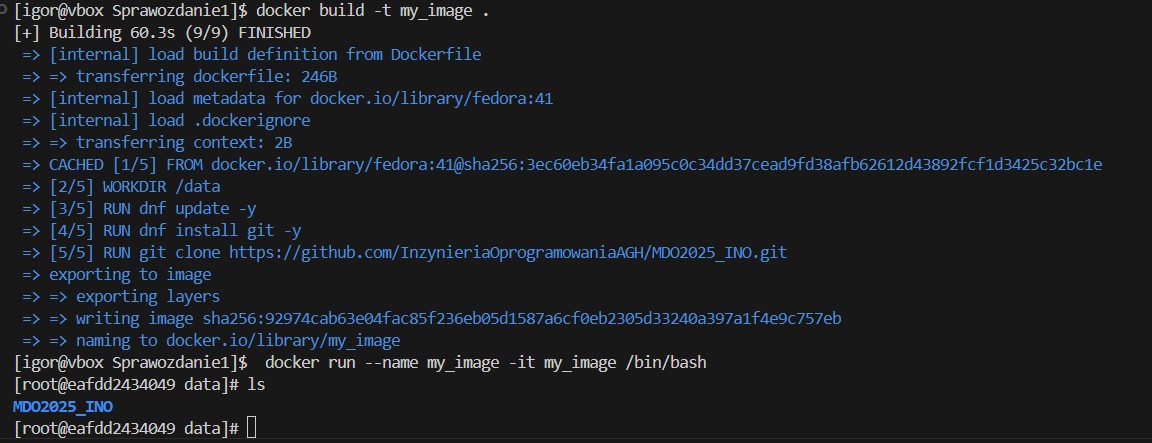 [igor@vbox Sprawozdanie1]$ docker build -t my_image .
[+] Building 60.3s (9/9) FINISHED
=> [internal] load build definition from Dockerfile
=> => transferring dockerfile: 246B
=> [internal] load metadata for docker.io/library/fedora:41
=> [internal] load .dockerignore
=> => transferring context: 2B
=> CACHED [1/5] FROM docker.io/library/fedora:41@sha256:3ec60eb34fa1a095c0c34dd37cead9fd38afb62612d43892fcf1d3425c32bc1e
=> [2/5] WORKDIR /data
=> [3/5] RUN dnf update -y
=> [4/5] RUN dnf install git -y
=> [5/5] RUN git clone https://github.com/InzynieriaOprogramowaniaAGH/MDO2025_INO.git
=> exporting to image
=> => exporting layers
=> => writing image sha256:92974cab63e04fac85f236eb05d1587a6cf0eb2305d33240a397a1f4e9c757eb
=> => naming to docker.io/library/my_image
[igor@vbox Sprawozdanie1]$  docker run --name my_image -it my_image /bin/bash
[root@eafdd2434049 data]# ls
MDO2025_INO
[root@eafdd2434049 data]#